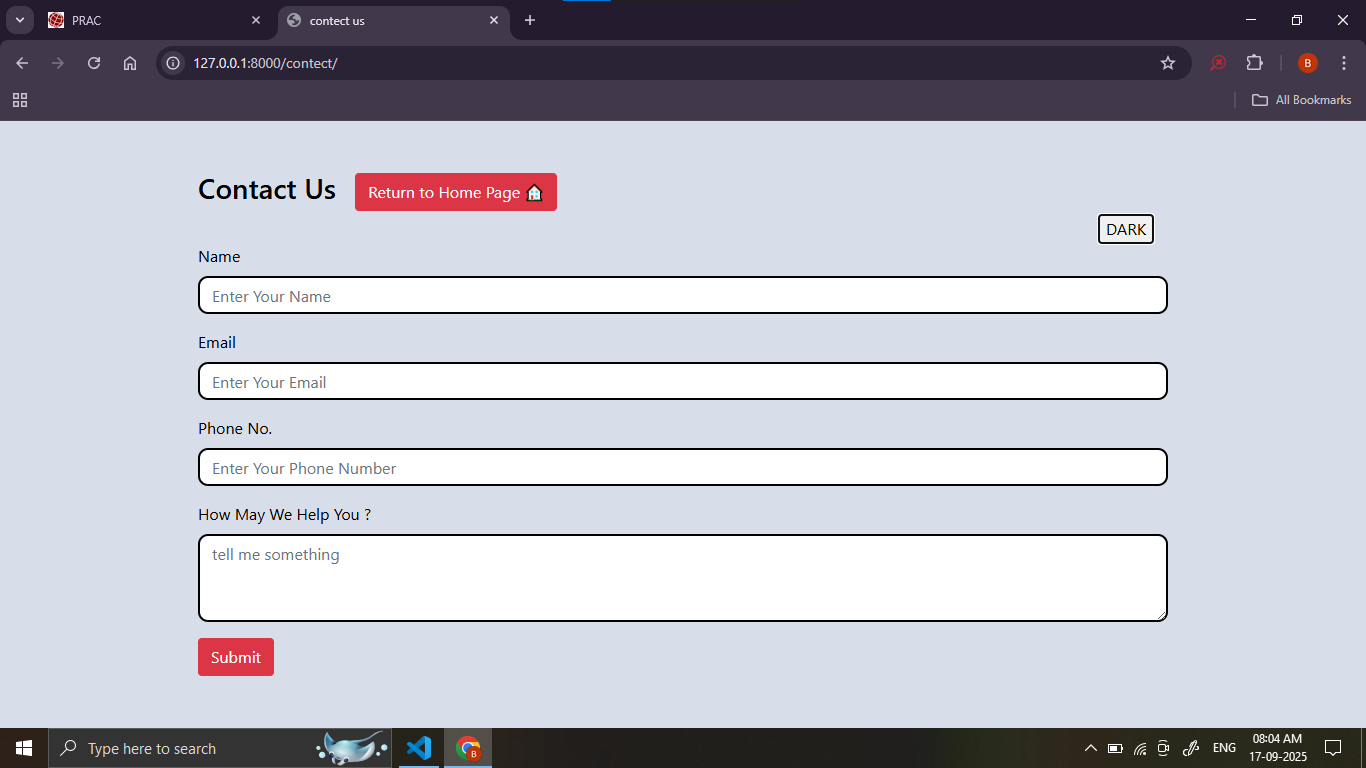 PRAC
contect us
127.0.0.1:8000/contect/
B
All Bookmarks
Contact Us
Return to Home Page
DARK
Name
Enter Your Name
Email
Enter Your Email
Phone No.
Enter Your Phone Number
How May We Help You ?
tell me something
Submit
Type here to search
B
ENG
08:04 AM
17-09-2025